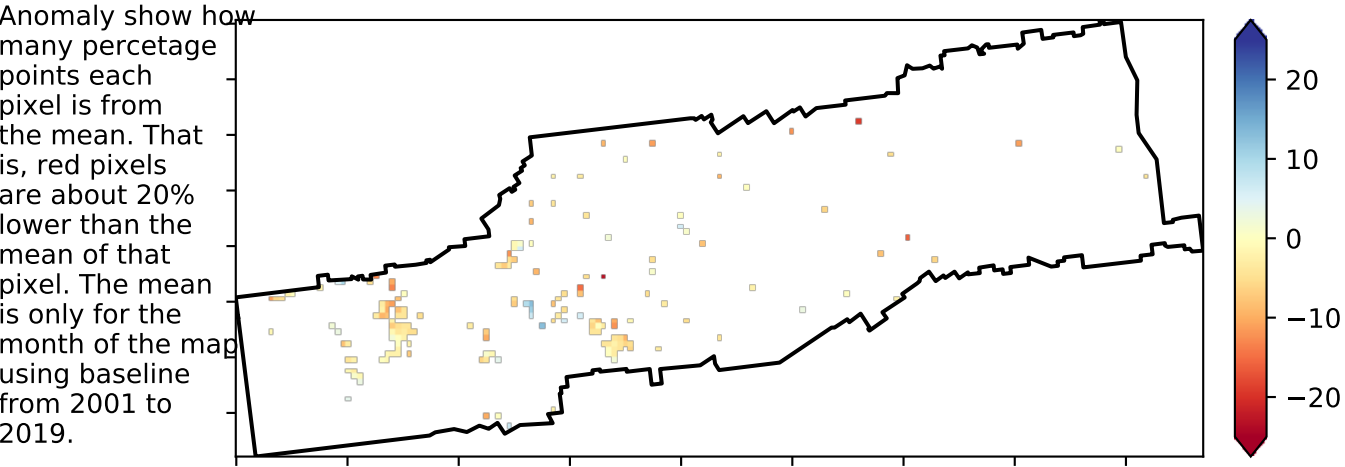 Anomaly show how
many percetage
points each
pixel is from
the mean. That
is, red pixels
are about 20%
lower than the
mean of that
pixel. The mean
is only for the
month of the map
using baseline
from 2001 to
2019.
20
10
0
−10
−20